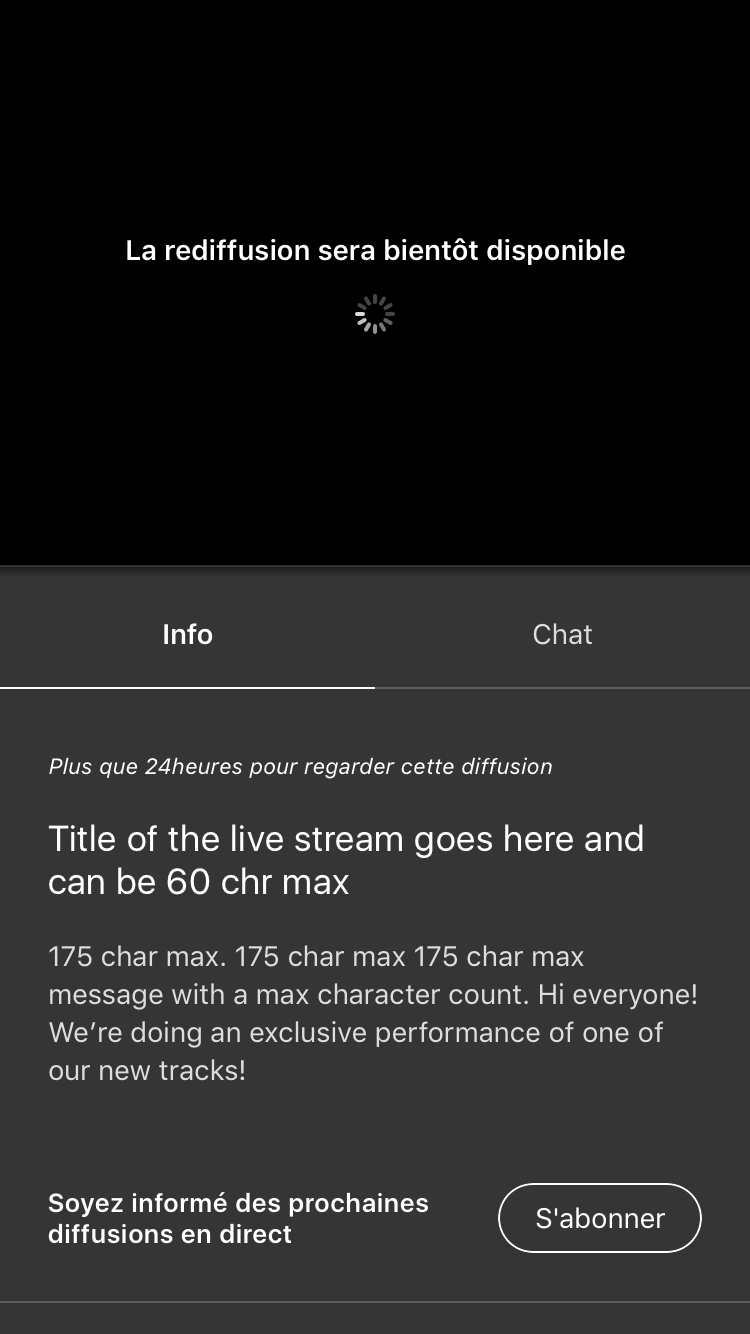 La rediffusion sera bientôt disponible
Info
Chat
Plus que 24heures pour regarder cette diffusion
Title of the live stream goes here and
can be 60 chr max
175 char max. 175 char max 175 char max
message with a max character count. Hi everyone!
We’re doing an exclusive performance of one of
our new tracks!
Soyez informé des prochaines
diffusions en direct
S'abonner